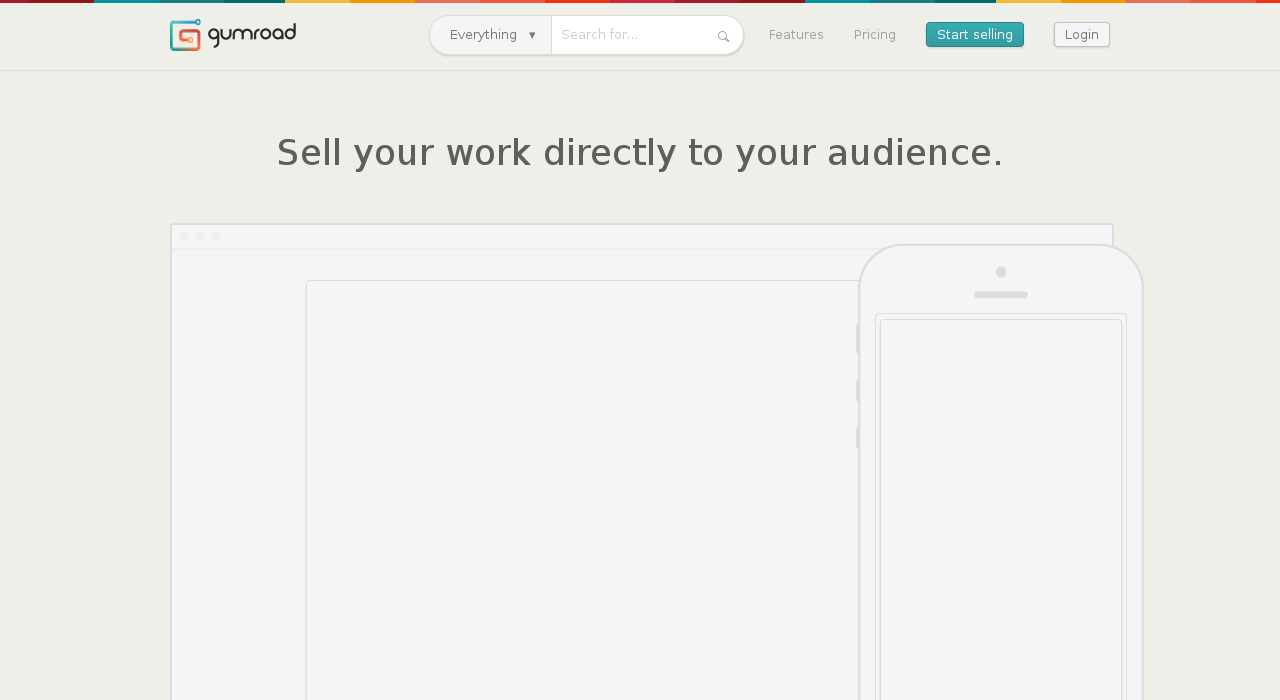 gumroad
Everything ▾ Search for... Features Pricing Start selling Login
Sell your work directly to your audience.